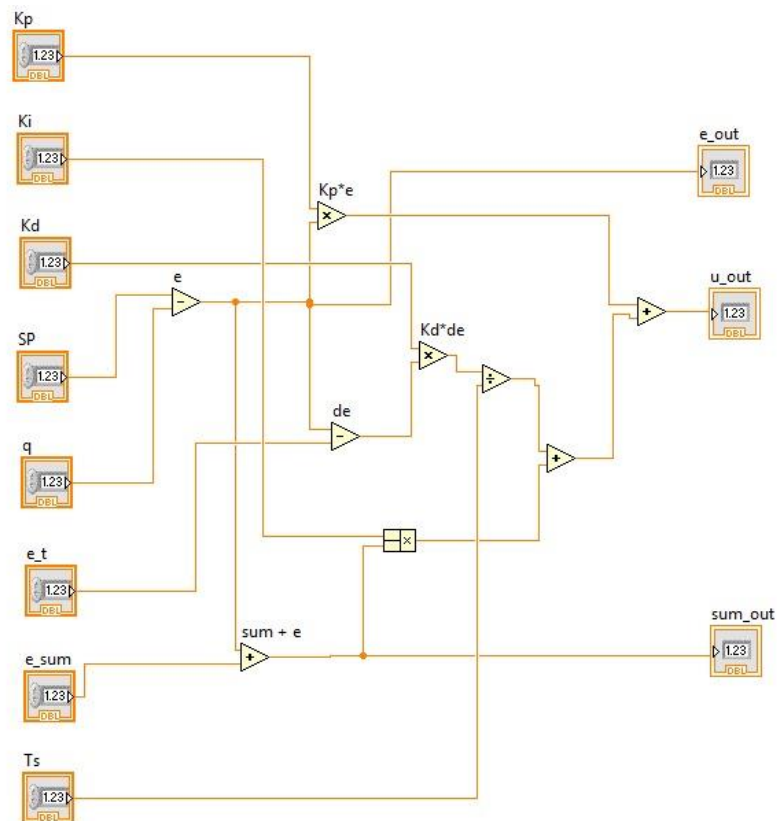 Kp
1.23
DBL
Ki
1.23
DBL
e_out
1.23
DBL
Kp*e
×
Kd
1.23
DBL
e
-
u_out
1.23
DBL
+
SP
1.23
DBL
Kd*de
×
÷
de
-
q
1.23
DBL
+
e_t
1.23
DBL
×
sum + e
+
sum_out
1.23
DBL
e_sum
1.23
DBL
Ts
1.23
DBL